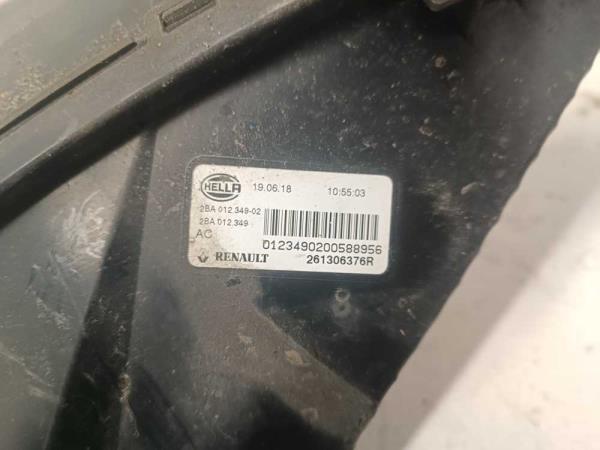 HELLA 19.06.18 10:55:03
2BA 012.349-02
2BA 012.349
AC
0123490200588956
RENAULT 261306376R